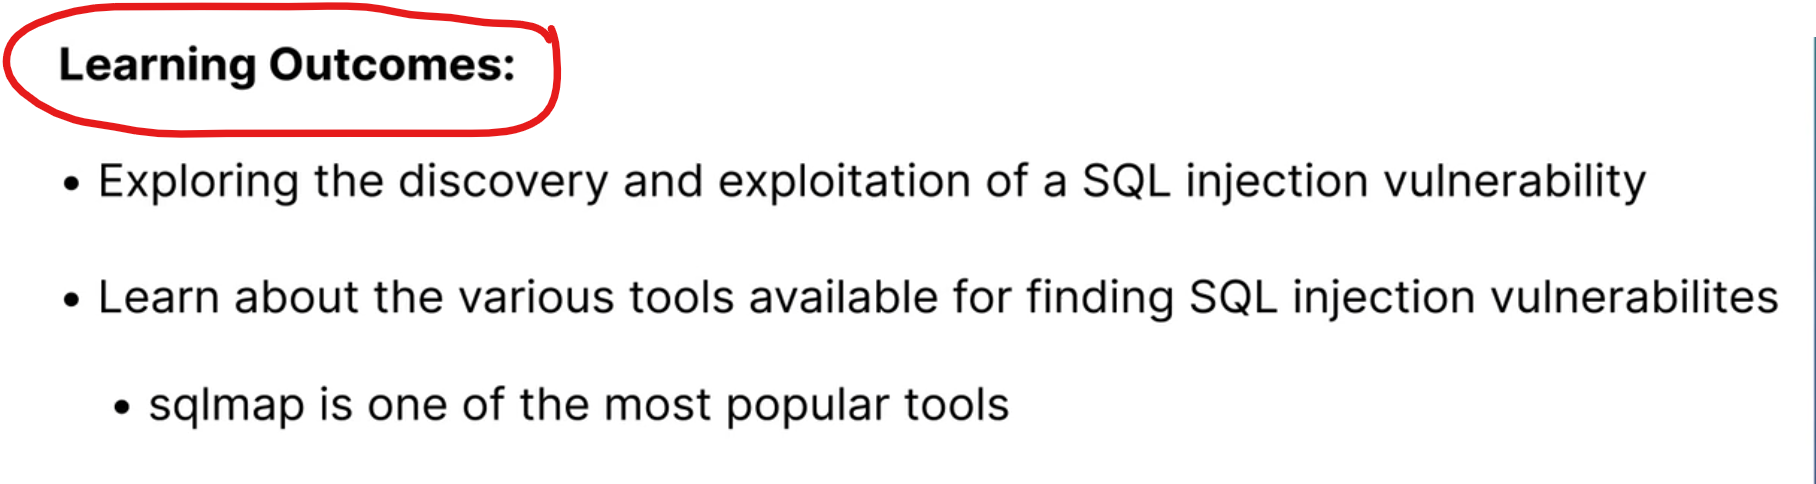 Learning Outcomes:
• Exploring the discovery and exploitation of a SQL injection vulnerability
• Learn about the various tools available for finding SQL injection vulnerabilites
• sqlmap is one of the most popular tools